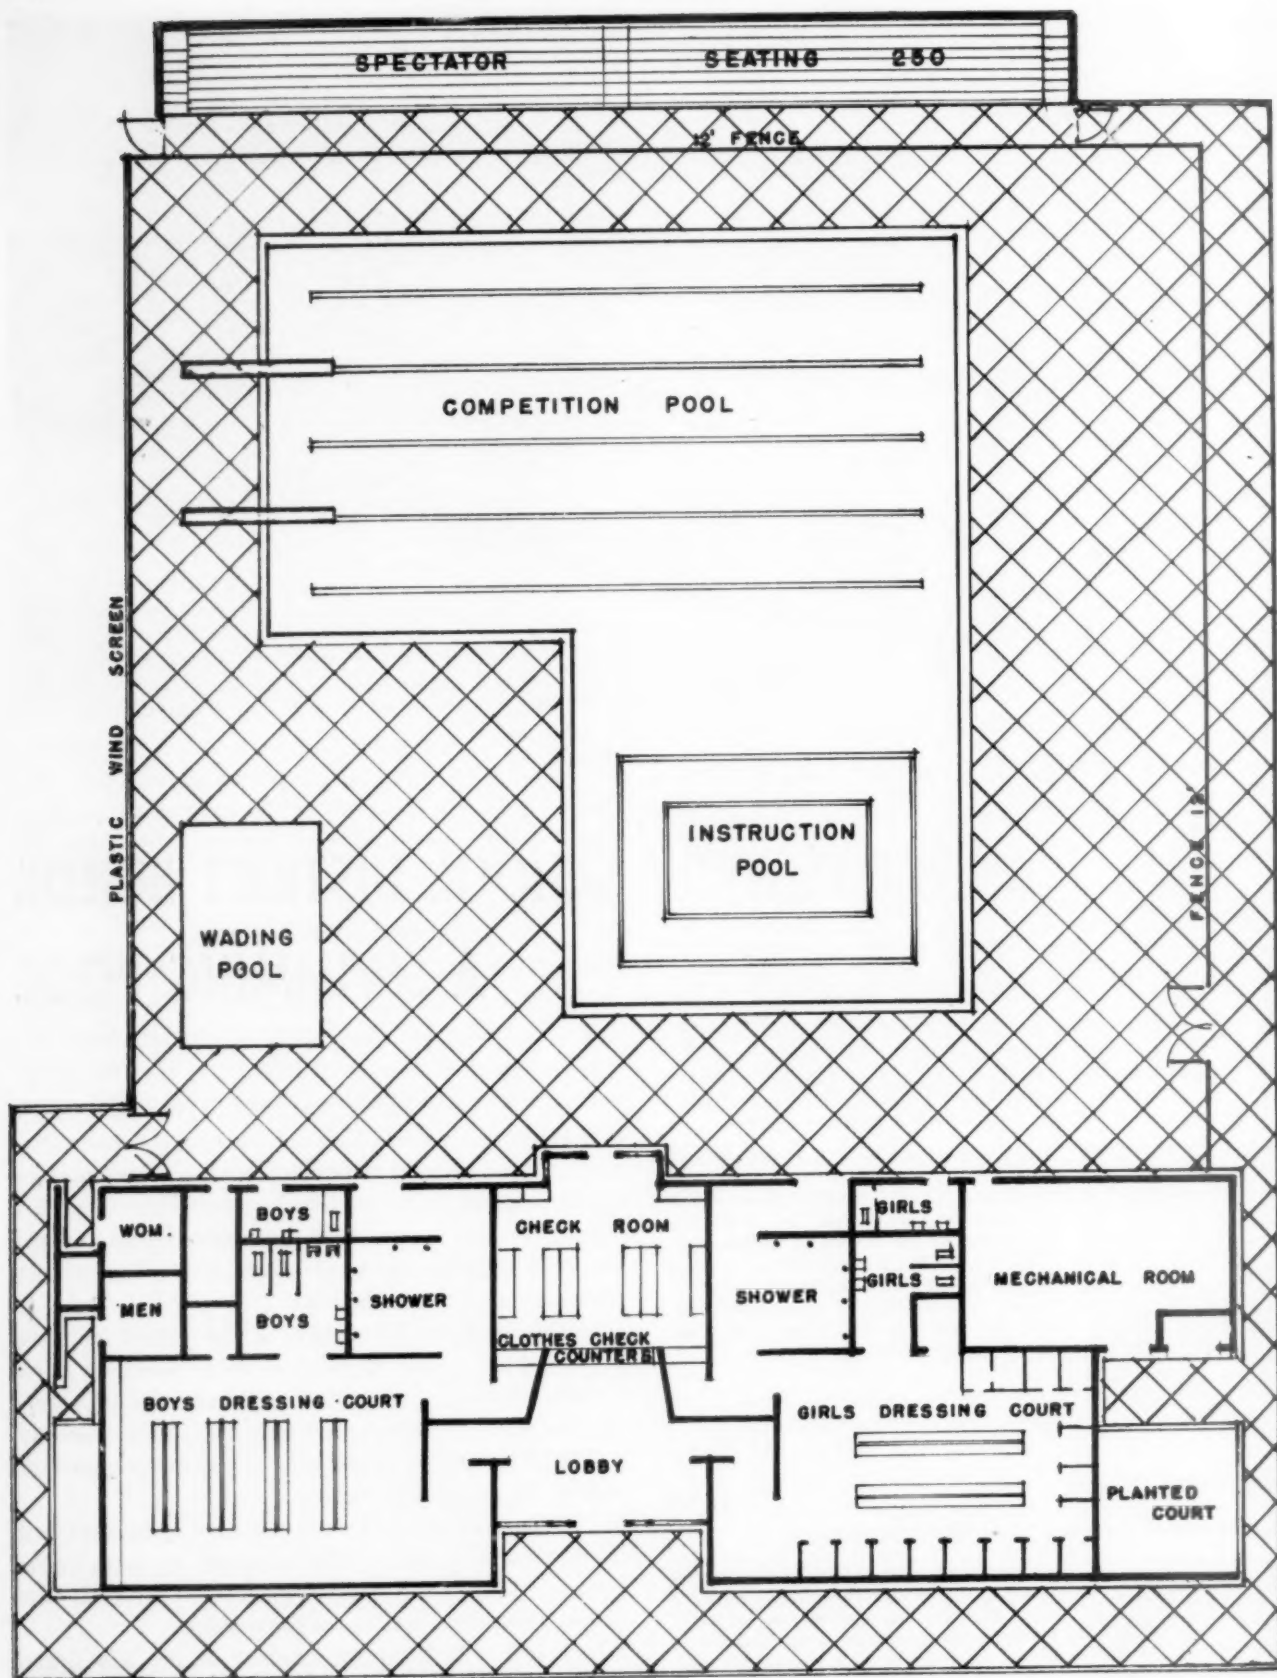 SPECTATOR SEATING 250
12' FENCE
COMPETITION POOL
PLASTIC WIND SCREEN
INSTRUCTION
POOL
FENCE 12'
WADING
POOL
WOM.
BOYS
CHECK ROOM
GIRLS
MEN
BOYS
SHOWER
SHOWER
GIRLS
MECHANICAL ROOM
CLOTHES CHECK
COUNTERS
BOYS DRESSING COURT
GIRLS DRESSING COURT
LOBBY
PLANTED
COURT